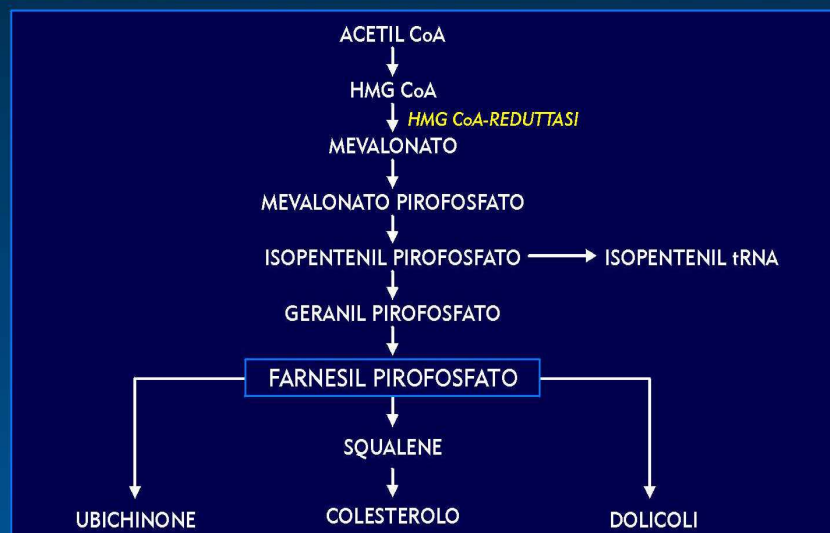 ACETIL CoA
HMG CoA
HMG CoA-REDUTTASI
MEVALONATO
MEVALONATO PIROFOSFATO
ISOPENTENIL PIROFOSFATO
ISOPENTENIL tRNA
GERANIL PIROFOSFATO
FARNESIL PIROFOSFATO
SQUALENE
UBICHINONE
COLESTEROLO
DOLICOLI